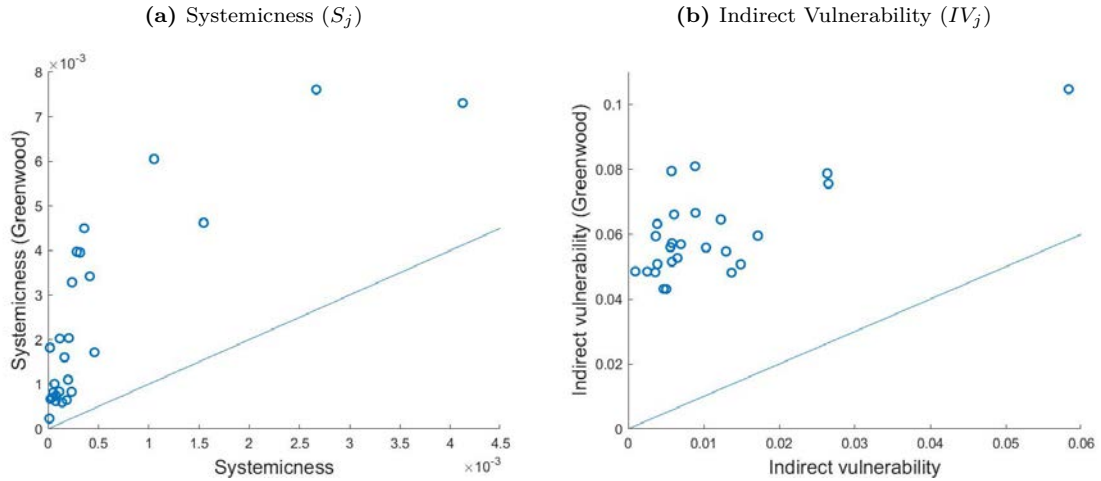 (a) Systemicness (S_j)
×10⁻³
8
7
6
5
4
3
2
1
0
Systemicness (Greenwood)
0 0.5 1 1.5 2 2.5 3 3.5 4 4.5
Systemicness
×10⁻³
(b) Indirect Vulnerability (IV_j)
0.1
0.08
0.06
0.04
0.02
0
Indirect vulnerability (Greenwood)
0 0.01 0.02 0.03 0.04 0.05 0.06
Indirect vulnerability